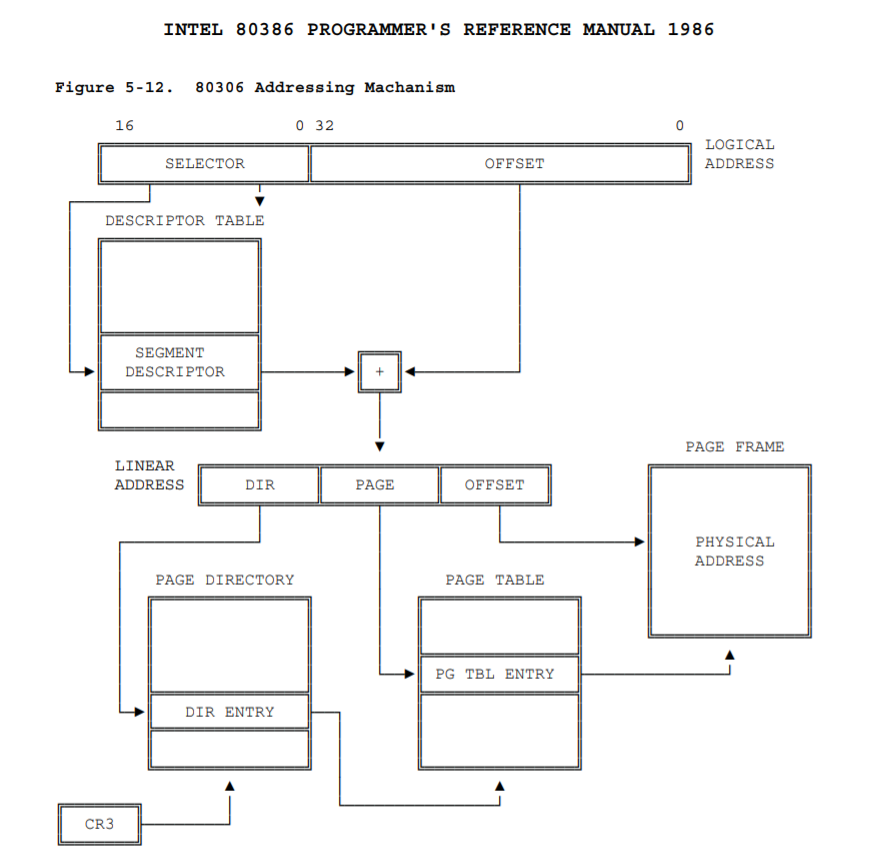 INTEL 80386 PROGRAMMER'S REFERENCE MANUAL 1986
Figure 5-12. 80306 Addressing Machanism
16 0 32 0
LOGICAL
ADDRESS
SELECTOR OFFSET
DESCRIPTOR TABLE
SEGMENT
DESCRIPTOR
+
PAGE FRAME
LINEAR
ADDRESS
DIR PAGE OFFSET
PHYSICAL
ADDRESS
PAGE DIRECTORY PAGE TABLE
PG TBL ENTRY
DIR ENTRY
CR3